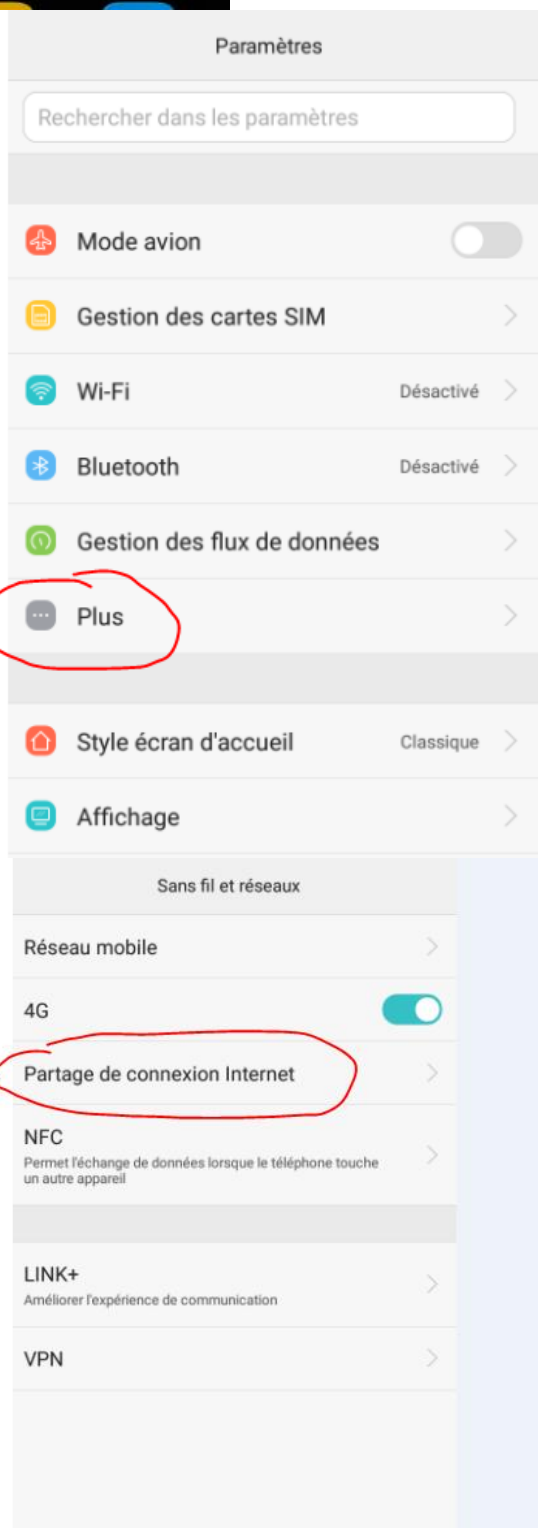 Paramètres
Rechercher dans les paramètres
Mode avion
Gestion des cartes SIM
Wi-Fi Désactivé
Bluetooth Désactivé
Gestion des flux de données
Plus
Style écran d'accueil Classique
Affichage
Sans fil et réseaux
Réseau mobile
4G
Partage de connexion Internet
NFC
Permet l'échange de données lorsque le téléphone touche
un autre appareil
LINK+
Améliorer l'expérience de communication
VPN